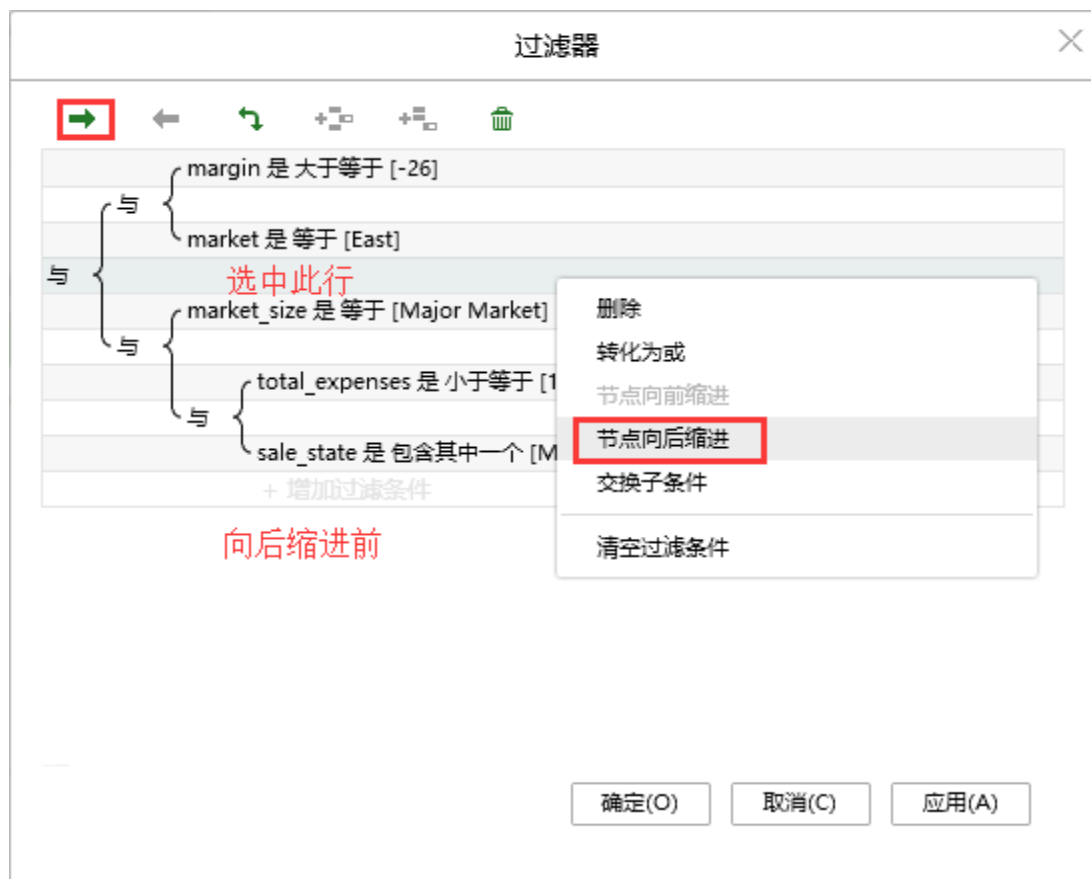 过滤器
margin 是 大于等于 [-26]
与
market 是 等于 [East]
与
选中此行
market_size 是 等于 [Major Market]
与
total_expenses 是 小于等于 [1
与
sale_state 是 包含其中一个 [M
+ 增加过滤条件
向后缩进前
删除
转化为或
节点向前缩进
节点向后缩进
交换子条件
清空过滤条件
确定(O)
取消(C)
应用(A)